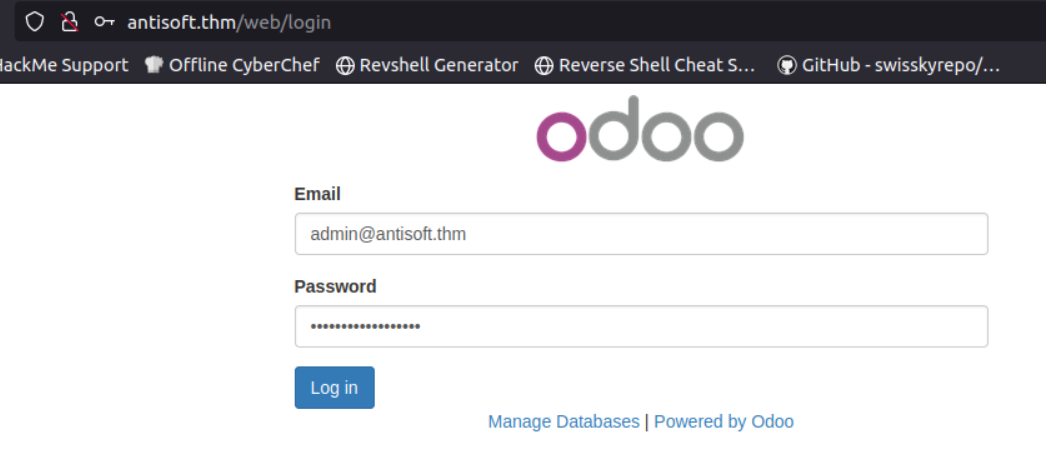 antisoft.thm/web/login
HackMe Support Offline CyberChef Revshell Generator Reverse Shell Cheat S... GitHub - swisskyrepo/...
odoo
Email
admin@antisoft.thm
Password
••••••••••••••••••
Log in
Manage Databases | Powered by Odoo